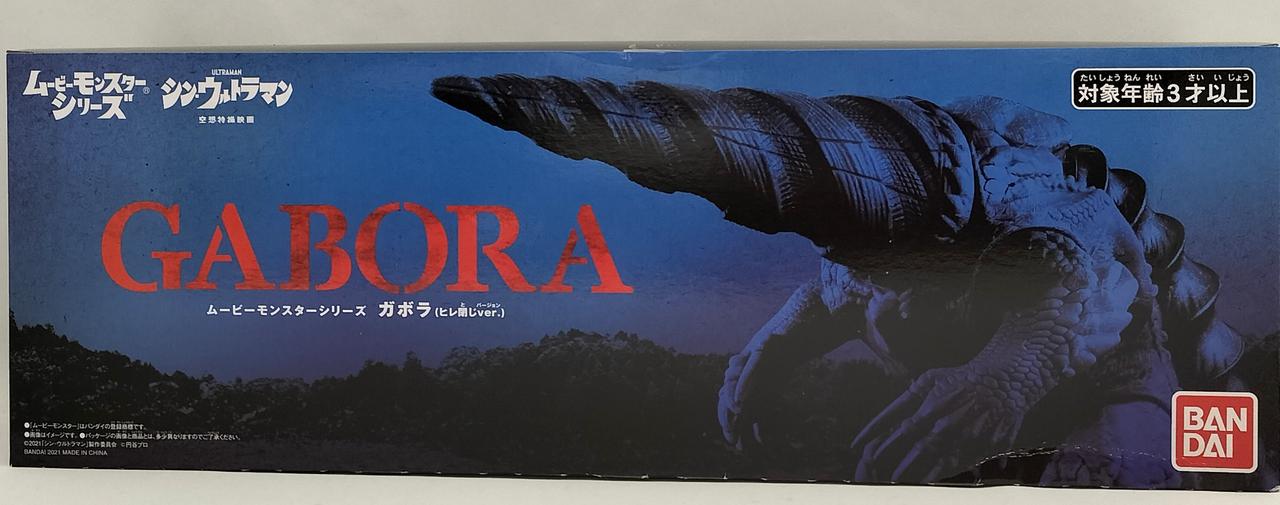 ムービーモンスター
シリーズ®
ULTRAMAN
シン・ウルトラマン
空想特撮映画
たいしょうねんれい さいいじょう
対象年齢3才以上
GABORA
ムービーモンスターシリーズ ガボラ(ヒレ閉じver.)
と バージョン
●「ムービーモンスター」はバンダイの登録商標です。
●画像はイメージです。●パッケージの画像と商品とは、多少異なりますのでご了承ください。
©2021「シン・ウルトラマン」製作委員会 ©円谷プロ
BANDAI 2021 MADE IN CHINA
BAN
DAI